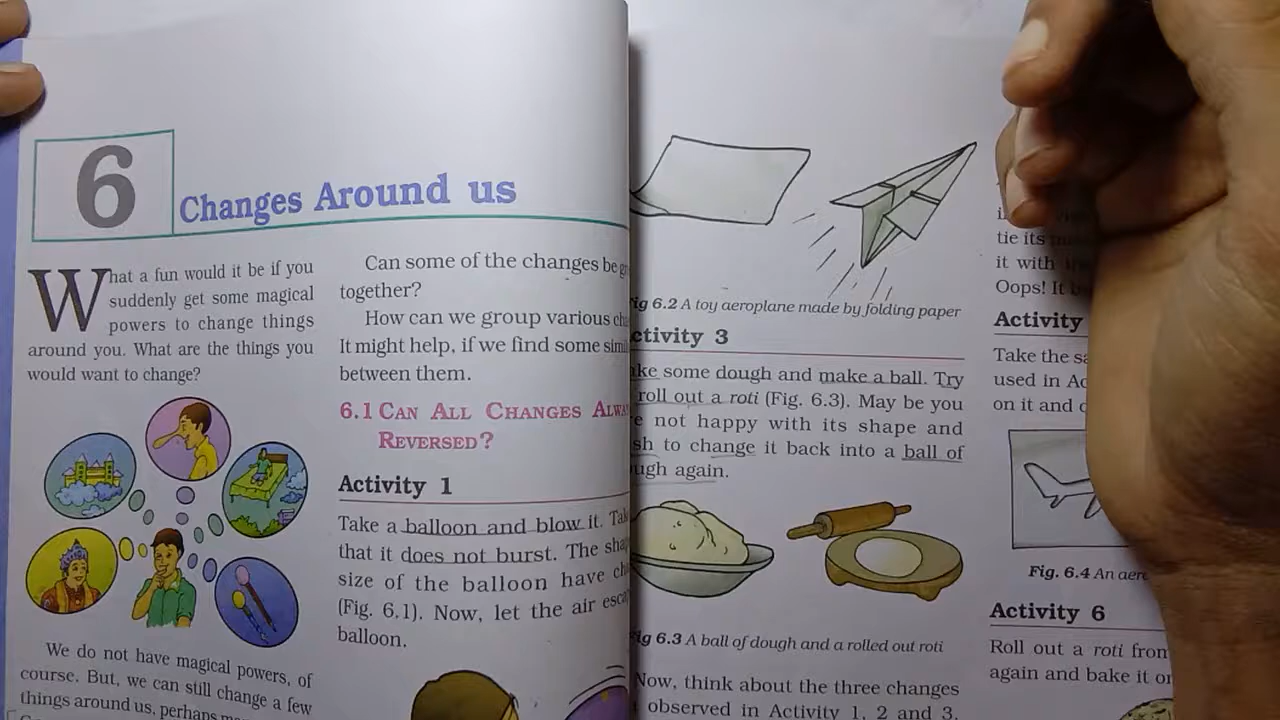 6
Changes Around us
What a fun would it be if you
suddenly get some magical
powers to change things
around you. What are the things you
would want to change?
We do not have magical powers, of
course. But, we can still change a few
things around us, perhaps
Can some of the changes be
together?
How can we group various
It might help, if we find some
between them.
6.1 CAN ALL CHANGES
REVERSED?
Activity 1
Take a balloon and blow it.
that it does not burst. The
size of the balloon have
(Fig. 6.1). Now, let the air
balloon.
Fig 6.2 A toy aeroplane made by folding paper
Activity 3
some dough and make a ball. Try
roll out a roti (Fig. 6.3). May be you
not happy with its shape and
to change it back into a ball of
again.
Fig 6.3 A ball of dough and a rolled out roti
Now, think about the three changes
observed in Activity 1, 2 and 3.
tie its
it with
Oops! It
Activity
Take the
used in
on it and
Fig. 6.4 An
Activity 6
Roll out a roti from
again and bake it